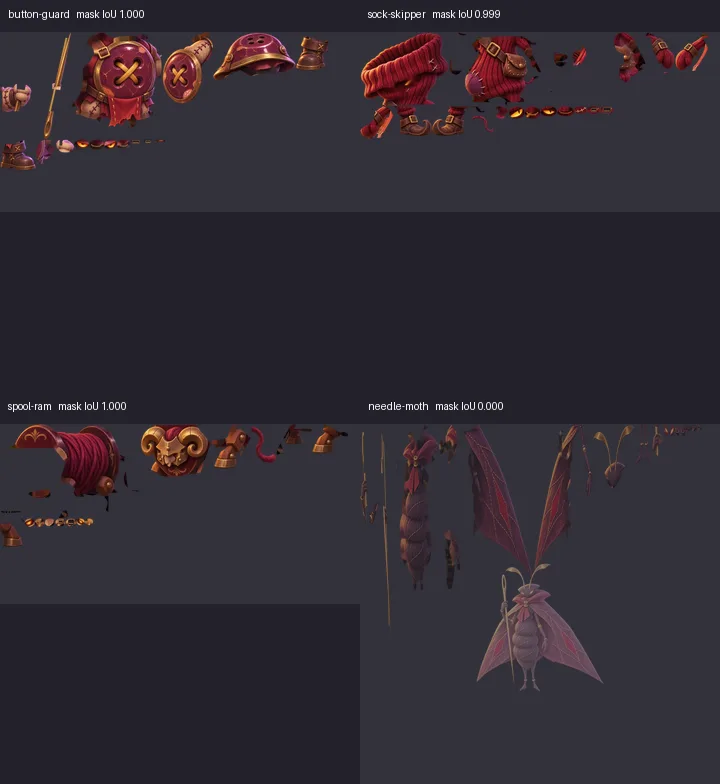 button-guard mask IoU 1.000
sock-skipper mask IoU 0.999
spool-ram mask IoU 1.000
needle-moth mask IoU 0.000